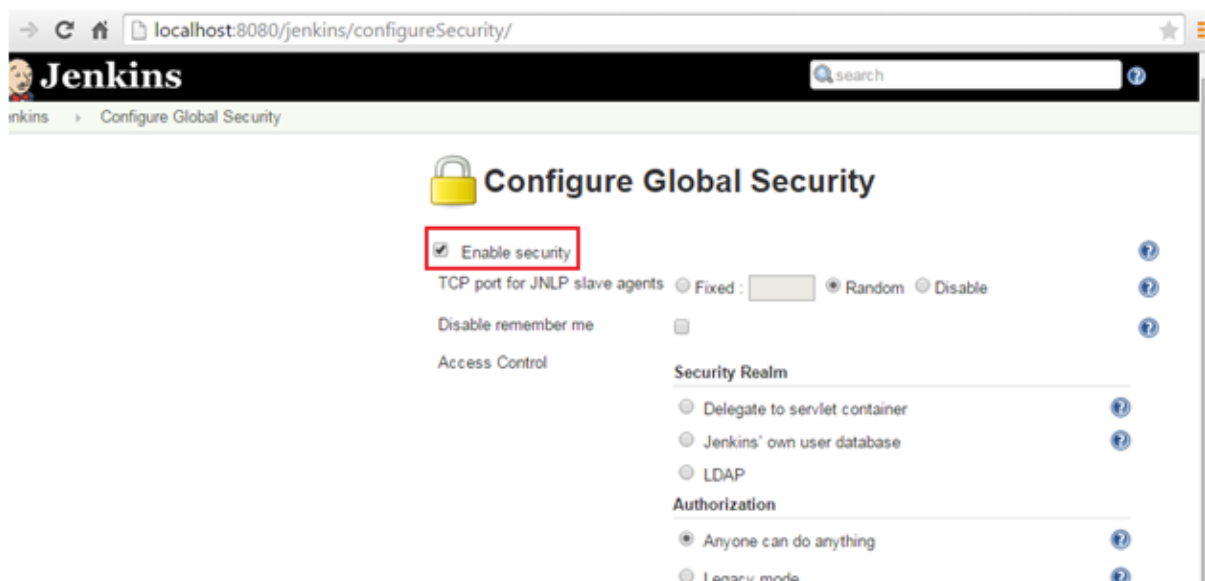 localhost:8080/jenkins/configureSecurity/
Jenkins
search
Configure Global Security
Configure Global Security
Enable security
TCP port for JNLP slave agents Fixed : Random Disable
Disable remember me
Access Control
Security Realm
Delegate to servlet container
Jenkins' own user database
LDAP
Authorization
Anyone can do anything
Legacy mode